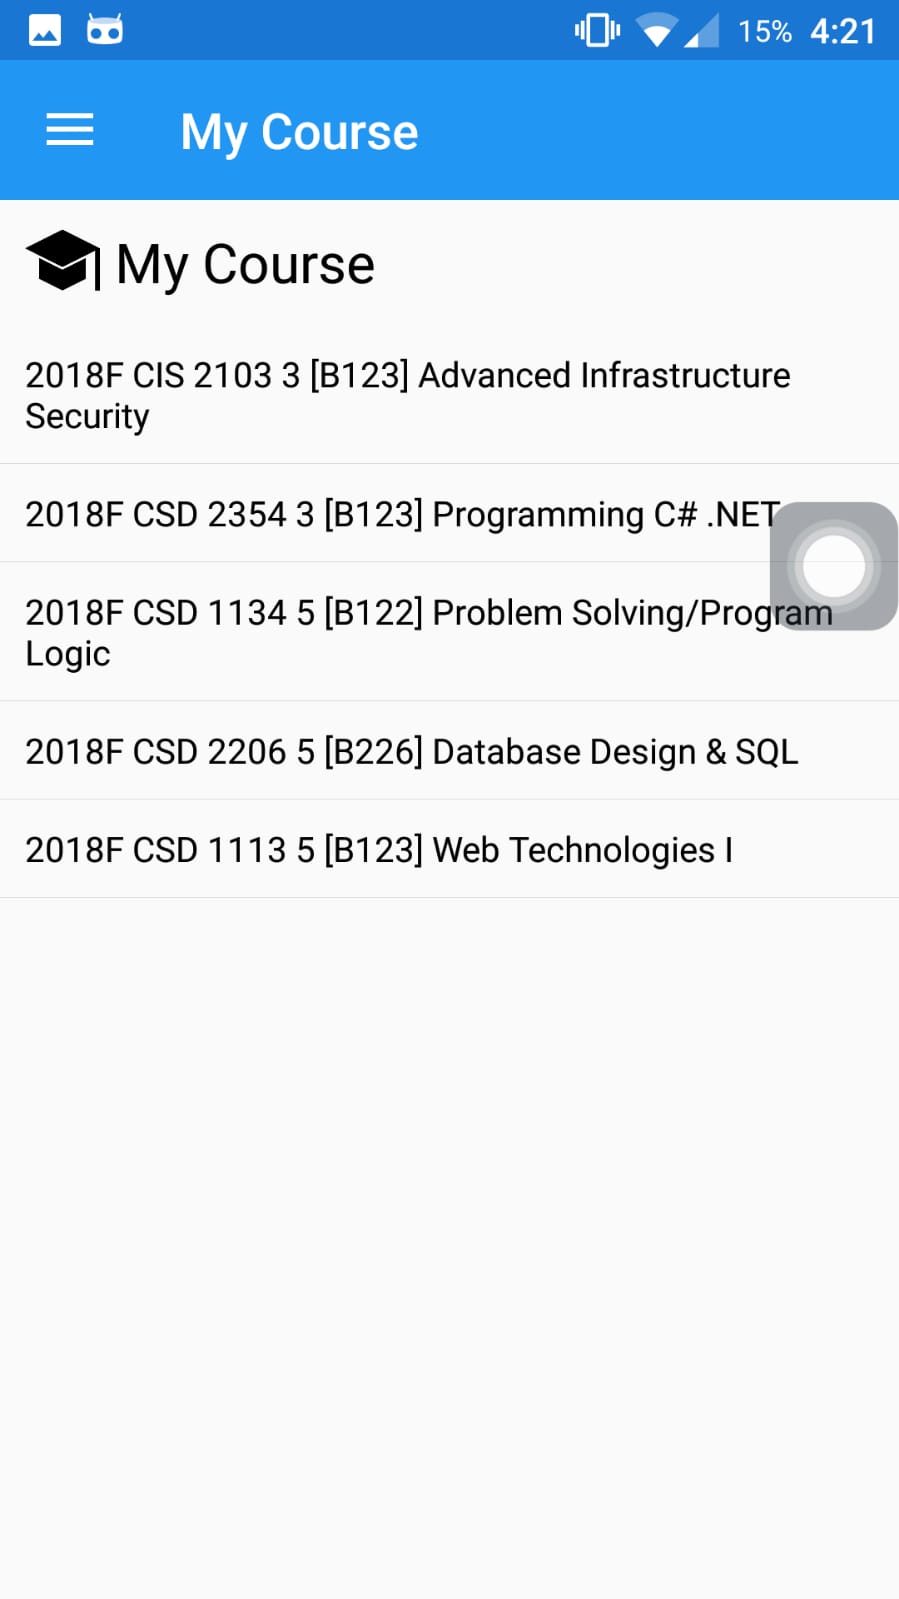 15% 4:21
My Course
My Course
2018F CIS 2103 3 [B123] Advanced Infrastructure
Security
2018F CSD 2354 3 [B123] Programming C# .NET
2018F CSD 1134 5 [B122] Problem Solving/Program
Logic
2018F CSD 2206 5 [B226] Database Design & SQL
2018F CSD 1113 5 [B123] Web Technologies I